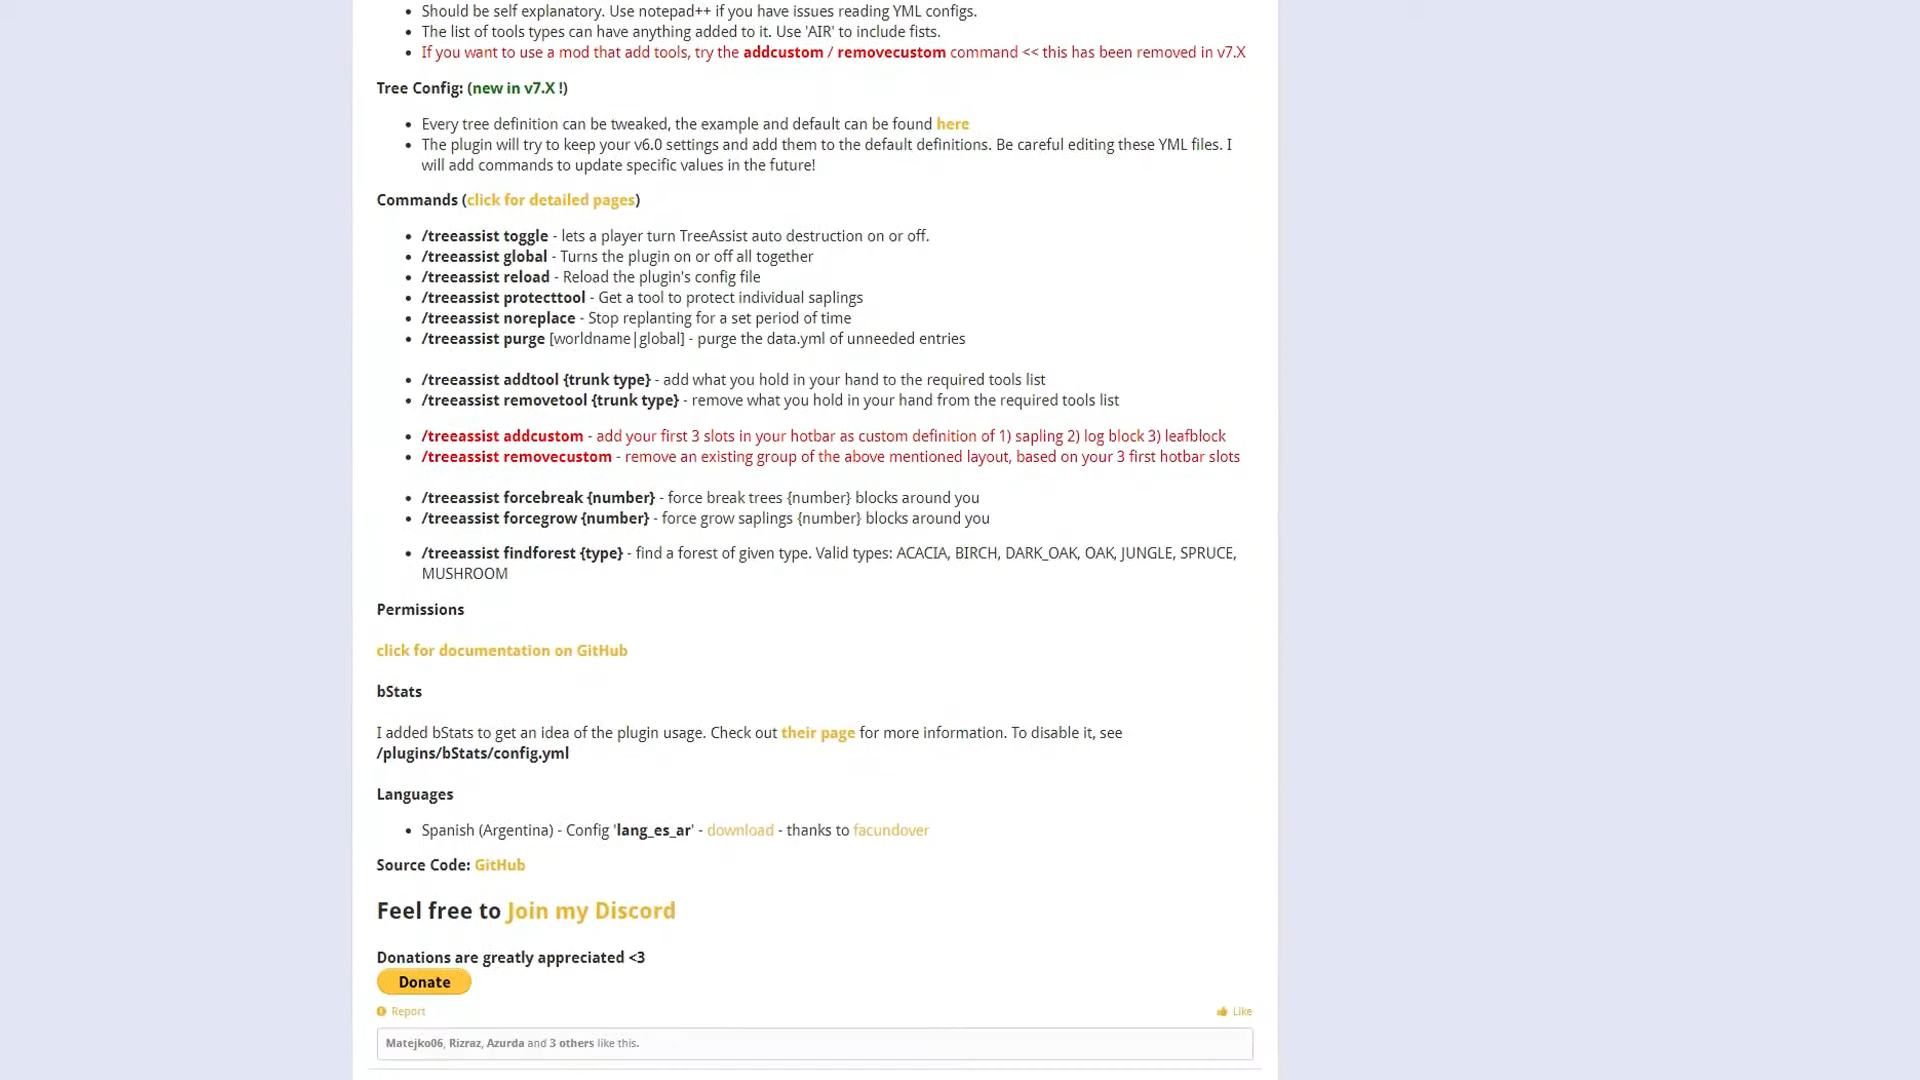 Should be self explanatory. Use notepad++ if you have issues reading YML configs.
The list of tools types can have anything added to it. Use 'AIR' to include fists.
If you want to use a mod that add tools, try the addcustom / removecustom command << this has been removed in v7.X
Tree Config: (new in v7.X !)
Every tree definition can be tweaked, the example and default can be found here
The plugin will try to keep your v6.0 settings and add them to the default definitions. Be careful editing these YML files. I
will add commands to update specific values in the future!
Commands (click for detailed pages)
/treeassist toggle - lets a player turn TreeAssist auto destruction on or off.
/treeassist global - Turns the plugin on or off all together
/treeassist reload - Reload the plugin's config file
/treeassist protecttool - Get a tool to protect individual saplings
/treeassist noreplace - Stop replanting for a set period of time
/treeassist purge [worldname|global] - purge the data.yml of unneeded entries
/treeassist addtool {trunk type} - add what you hold in your hand to the required tools list
/treeassist removetool {trunk type} - remove what you hold in your hand from the required tools list
/treeassist addcustom - add your first 3 slots in your hotbar as custom definition of 1) sapling 2) log block 3) leafblock
/treeassist removecustom - remove an existing group of the above mentioned layout, based on your 3 first hotbar slots
/treeassist forcebreak {number} - force break trees {number} blocks around you
/treeassist forcegrow {number} - force grow saplings {number} blocks around you
/treeassist findforest {type} - find a forest of given type. Valid types: ACACIA, BIRCH, DARK_OAK, OAK, JUNGLE, SPRUCE,
MUSHROOM
Permissions
click for documentation on GitHub
bStats
I added bStats to get an idea of the plugin usage. Check out their page for more information. To disable it, see
/plugins/bStats/config.yml
Languages
Spanish (Argentina) - Config 'lang_es_ar' - download - thanks to facundover
Source Code: GitHub
Feel free to Join my Discord
Donations are greatly appreciated <3
Donate
Report
Like
Matejko06, Rizraz, Azurda and 3 others like this.